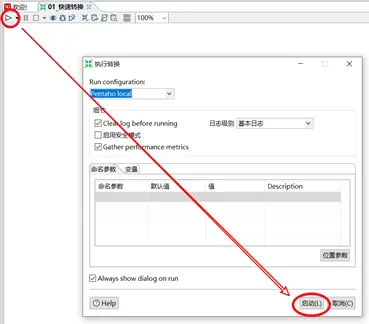 欢迎!
01_快速转换
100%
执行转换
Run configuration:
Pentaho local
细节
Clear log before running
日志级别
基本日志
启用安全模式
Gather performance metrics
命名参数
变量
命名参数 默认值 值 Description
位置参数
Always show dialog on run
Help
启动(L)
取消(C)